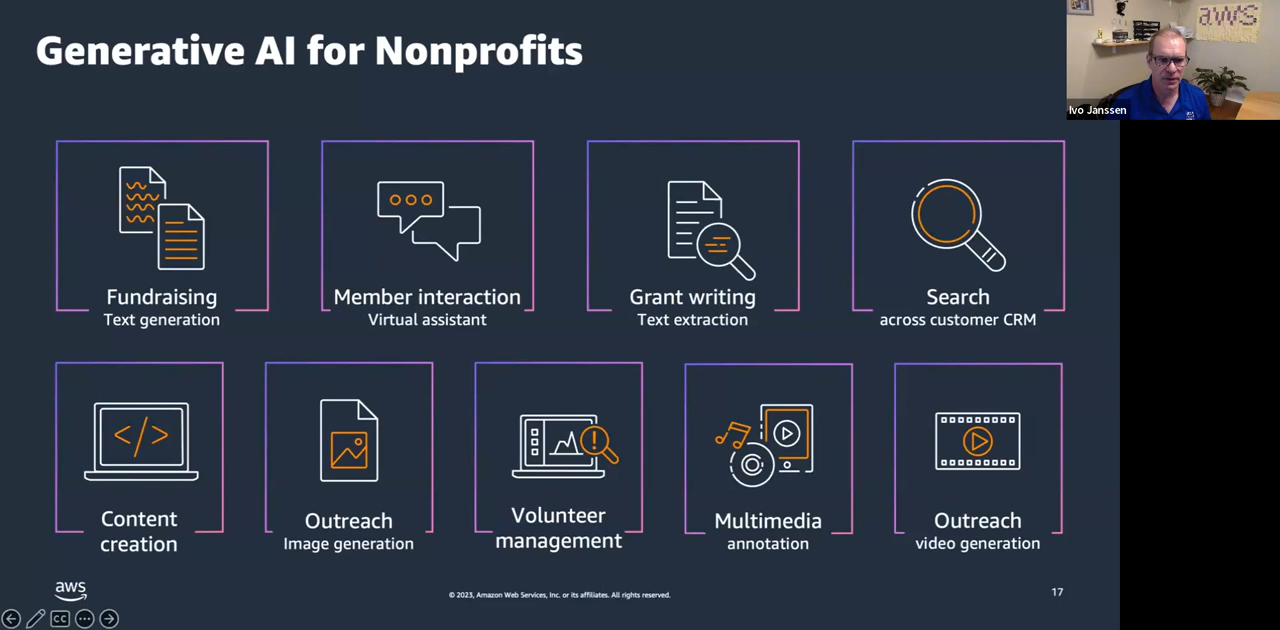 Generative AI for Nonprofits
aws
Ivo Janssen
Fundraising
Text generation
Member interaction
Virtual assistant
Grant writing
Text extraction
Search
across customer CRM
</>
Content
creation
Outreach
Image generation
Volunteer
management
Multimedia
annotation
Outreach
video generation
aws
© 2023, Amazon Web Services, Inc. or its affiliates. All rights reserved.
17
CC